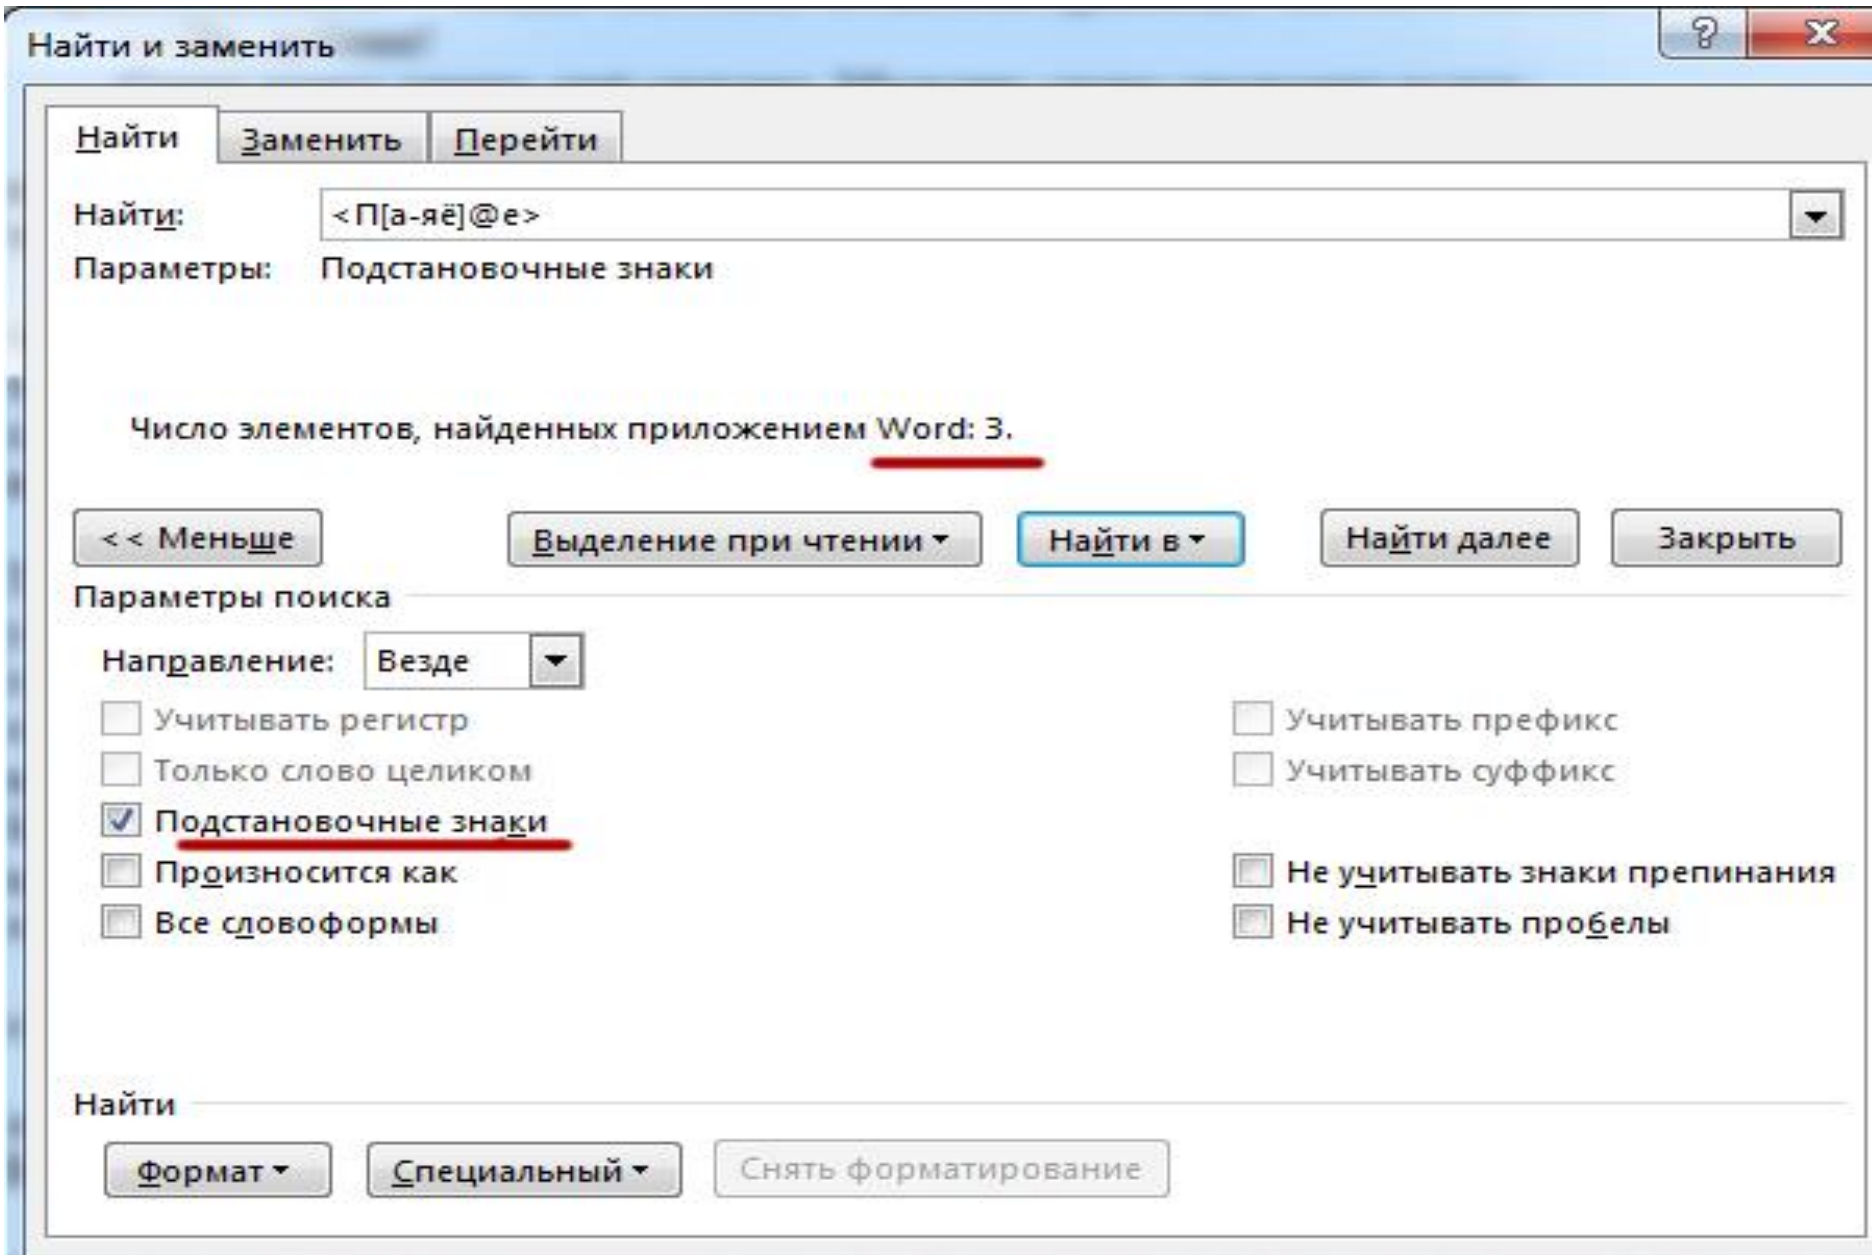 Найти и заменить
Найти Заменить Перейти
Найти: <П[а-яё]@е>
Параметры: Подстановочные знаки
Число элементов, найденных приложением Word: 3.
<< Меньше Выделение при чтении Найти в Найти далее Закрыть
Параметры поиска
Направление: Везде
Учитывать регистр Учитывать префикс
Только слово целиком Учитывать суффикс
Подстановочные знаки
Произносится как Не учитывать знаки препинания
Все словоформы Не учитывать пробелы
Найти
Формат Специальный Снять форматирование